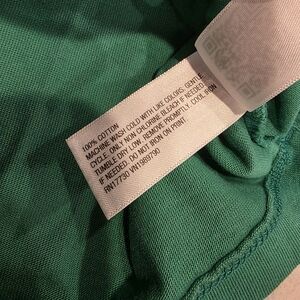 100% COTTON
MACHINE WASH COLD WITH LIKE COLORS, GENTLE
CYCLE. ONLY NON CHLORINE BLEACH IF NEEDED.
TUMBLE DRY LOW. REMOVE PROMPTLY. COOL IRON
IF NEEDED. DO NOT IRON ON PRINT.
RN17730 VN1989790